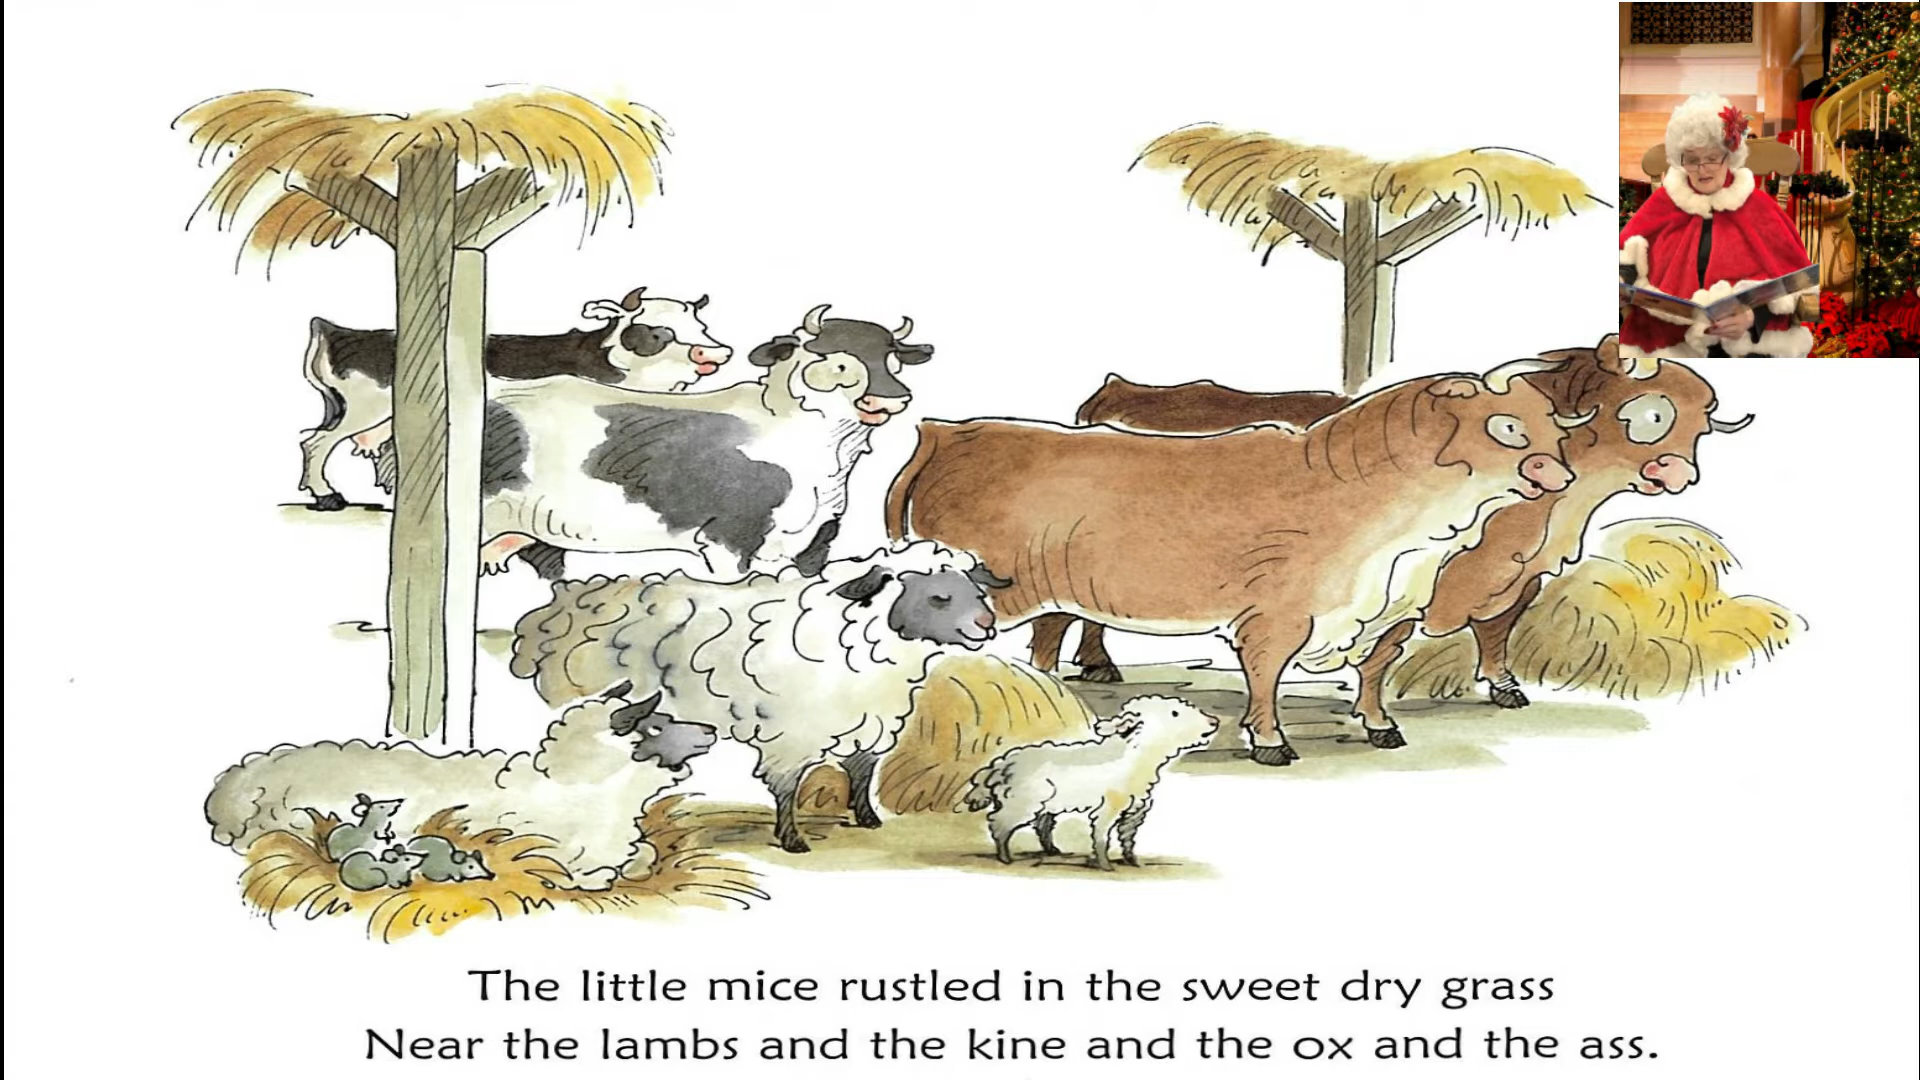 The little mice rustled in the sweet dry grass
Near the lambs and the kine and the ox and the ass.